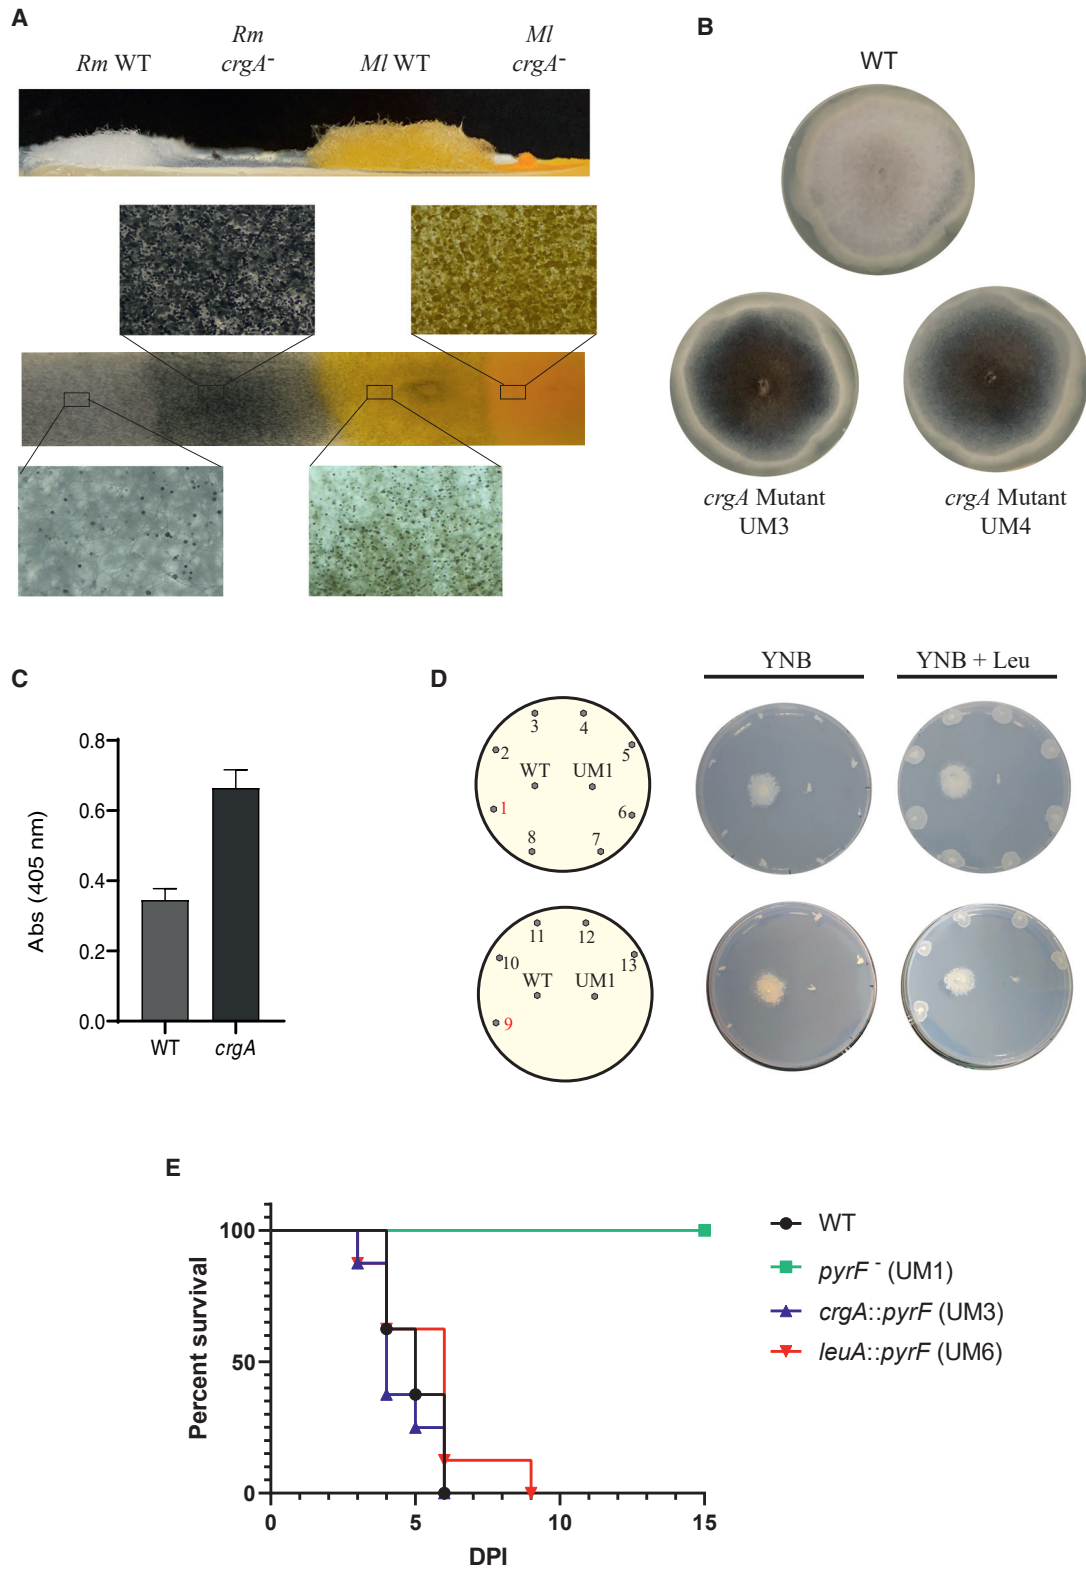 A
Rm WT
Rm
crgA-
Ml WT
Ml
crgA-
B
WT
crgA Mutant
UM3
crgA Mutant
UM4
C
Abs (405 nm)
0.8
0.6
0.4
0.2
0.0
WT
crgA
D
YNB
YNB + Leu
3
4
2
5
WT
UM1
1
6
8
7
11
12
10
13
WT
UM1
9
E
Percent survival
100
50
0
0
5
10
15
DPI
WT
pyrF - (UM1)
crgA::pyrF (UM3)
leuA::pyrF (UM6)